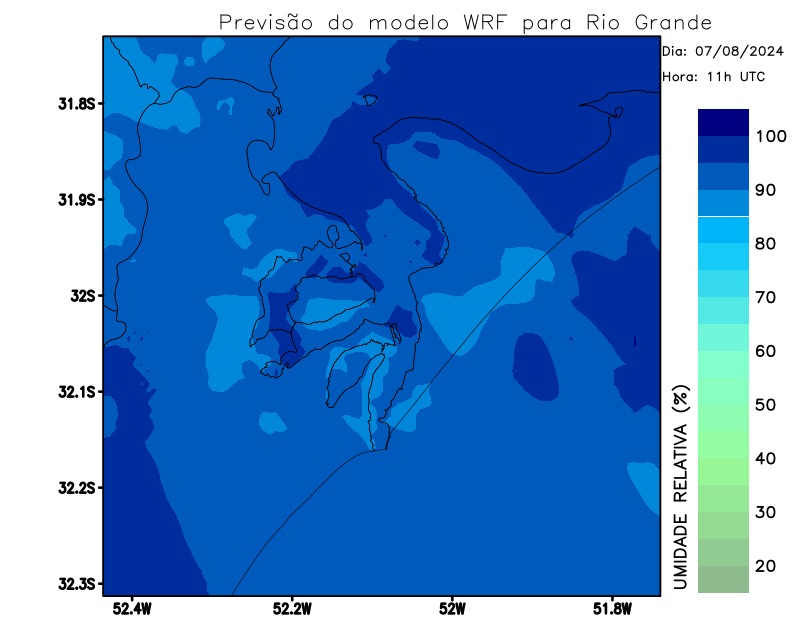 Previsão do modelo WRF para Rio Grande
Dia: 07/08/2024
Hora: 11h UTC
31.8S
31.9S
32S
32.1S
32.2S
32.3S
52.4W
52.2W
52W
51.8W
100
90
80
70
60
50
40
30
20
UMIDADE RELATIVA (%)